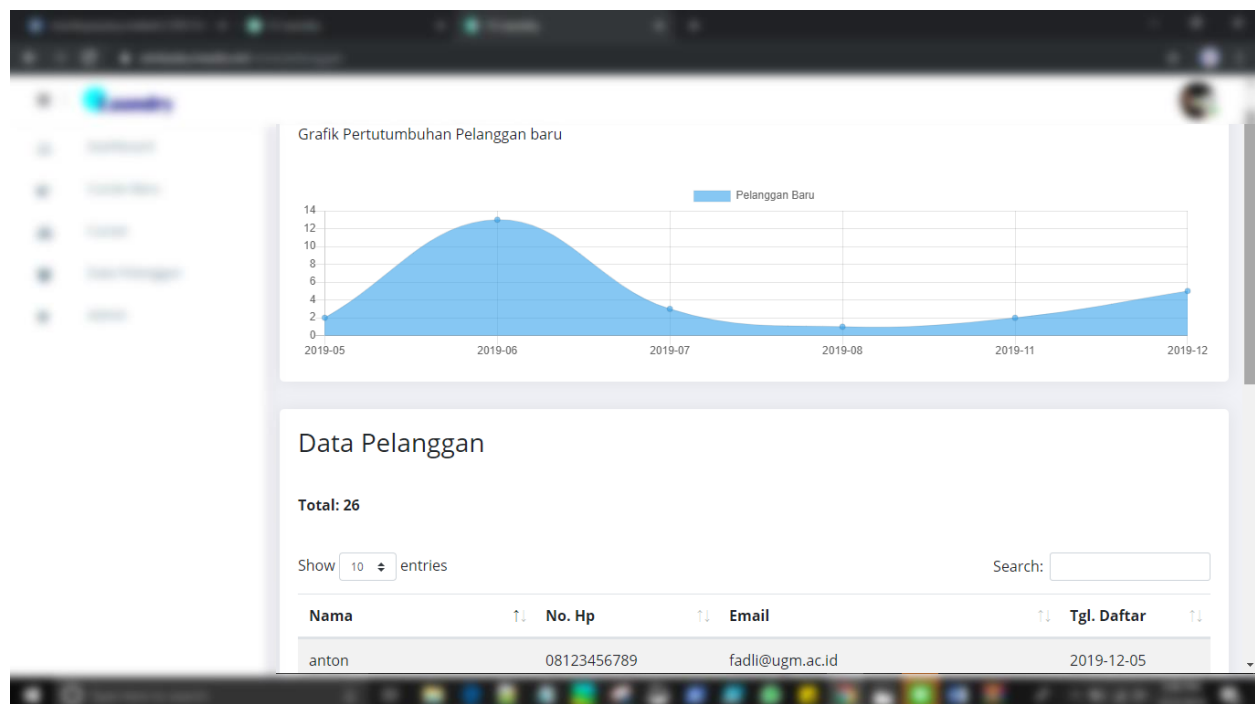 Laundry
Grafik Pertutumbuhan Pelanggan baru
Pelanggan Baru
14
12
10
8
6
4
2
0
2019-05 2019-06 2019-07 2019-08 2019-11 2019-12
Data Pelanggan
Total: 26
Show 10 entries Search:
Nama No. Hp Email Tgl. Daftar
anton 08123456789 fadli@ugm.ac.id 2019-12-05